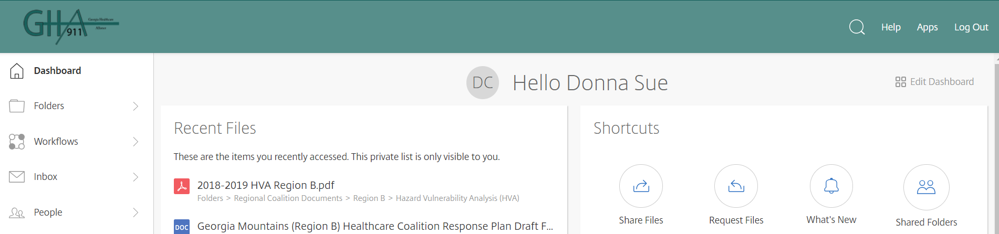 GHA
911
Georgia Healthcare
Alliance
Help
Apps
Log Out
Dashboard
Folders
Workflows
Inbox
People
DC
Hello Donna Sue
Edit Dashboard
Recent Files
These are the items you recently accessed. This private list is only visible to you.
2018-2019 HVA Region B.pdf
Folders > Regional Coalition Documents > Region B > Hazard Vulnerability Analysis (HVA)
DOC
Georgia Mountains (Region B) Healthcare Coalition Response Plan Draft F...
Shortcuts
Share Files
Request Files
What's New
Shared Folders